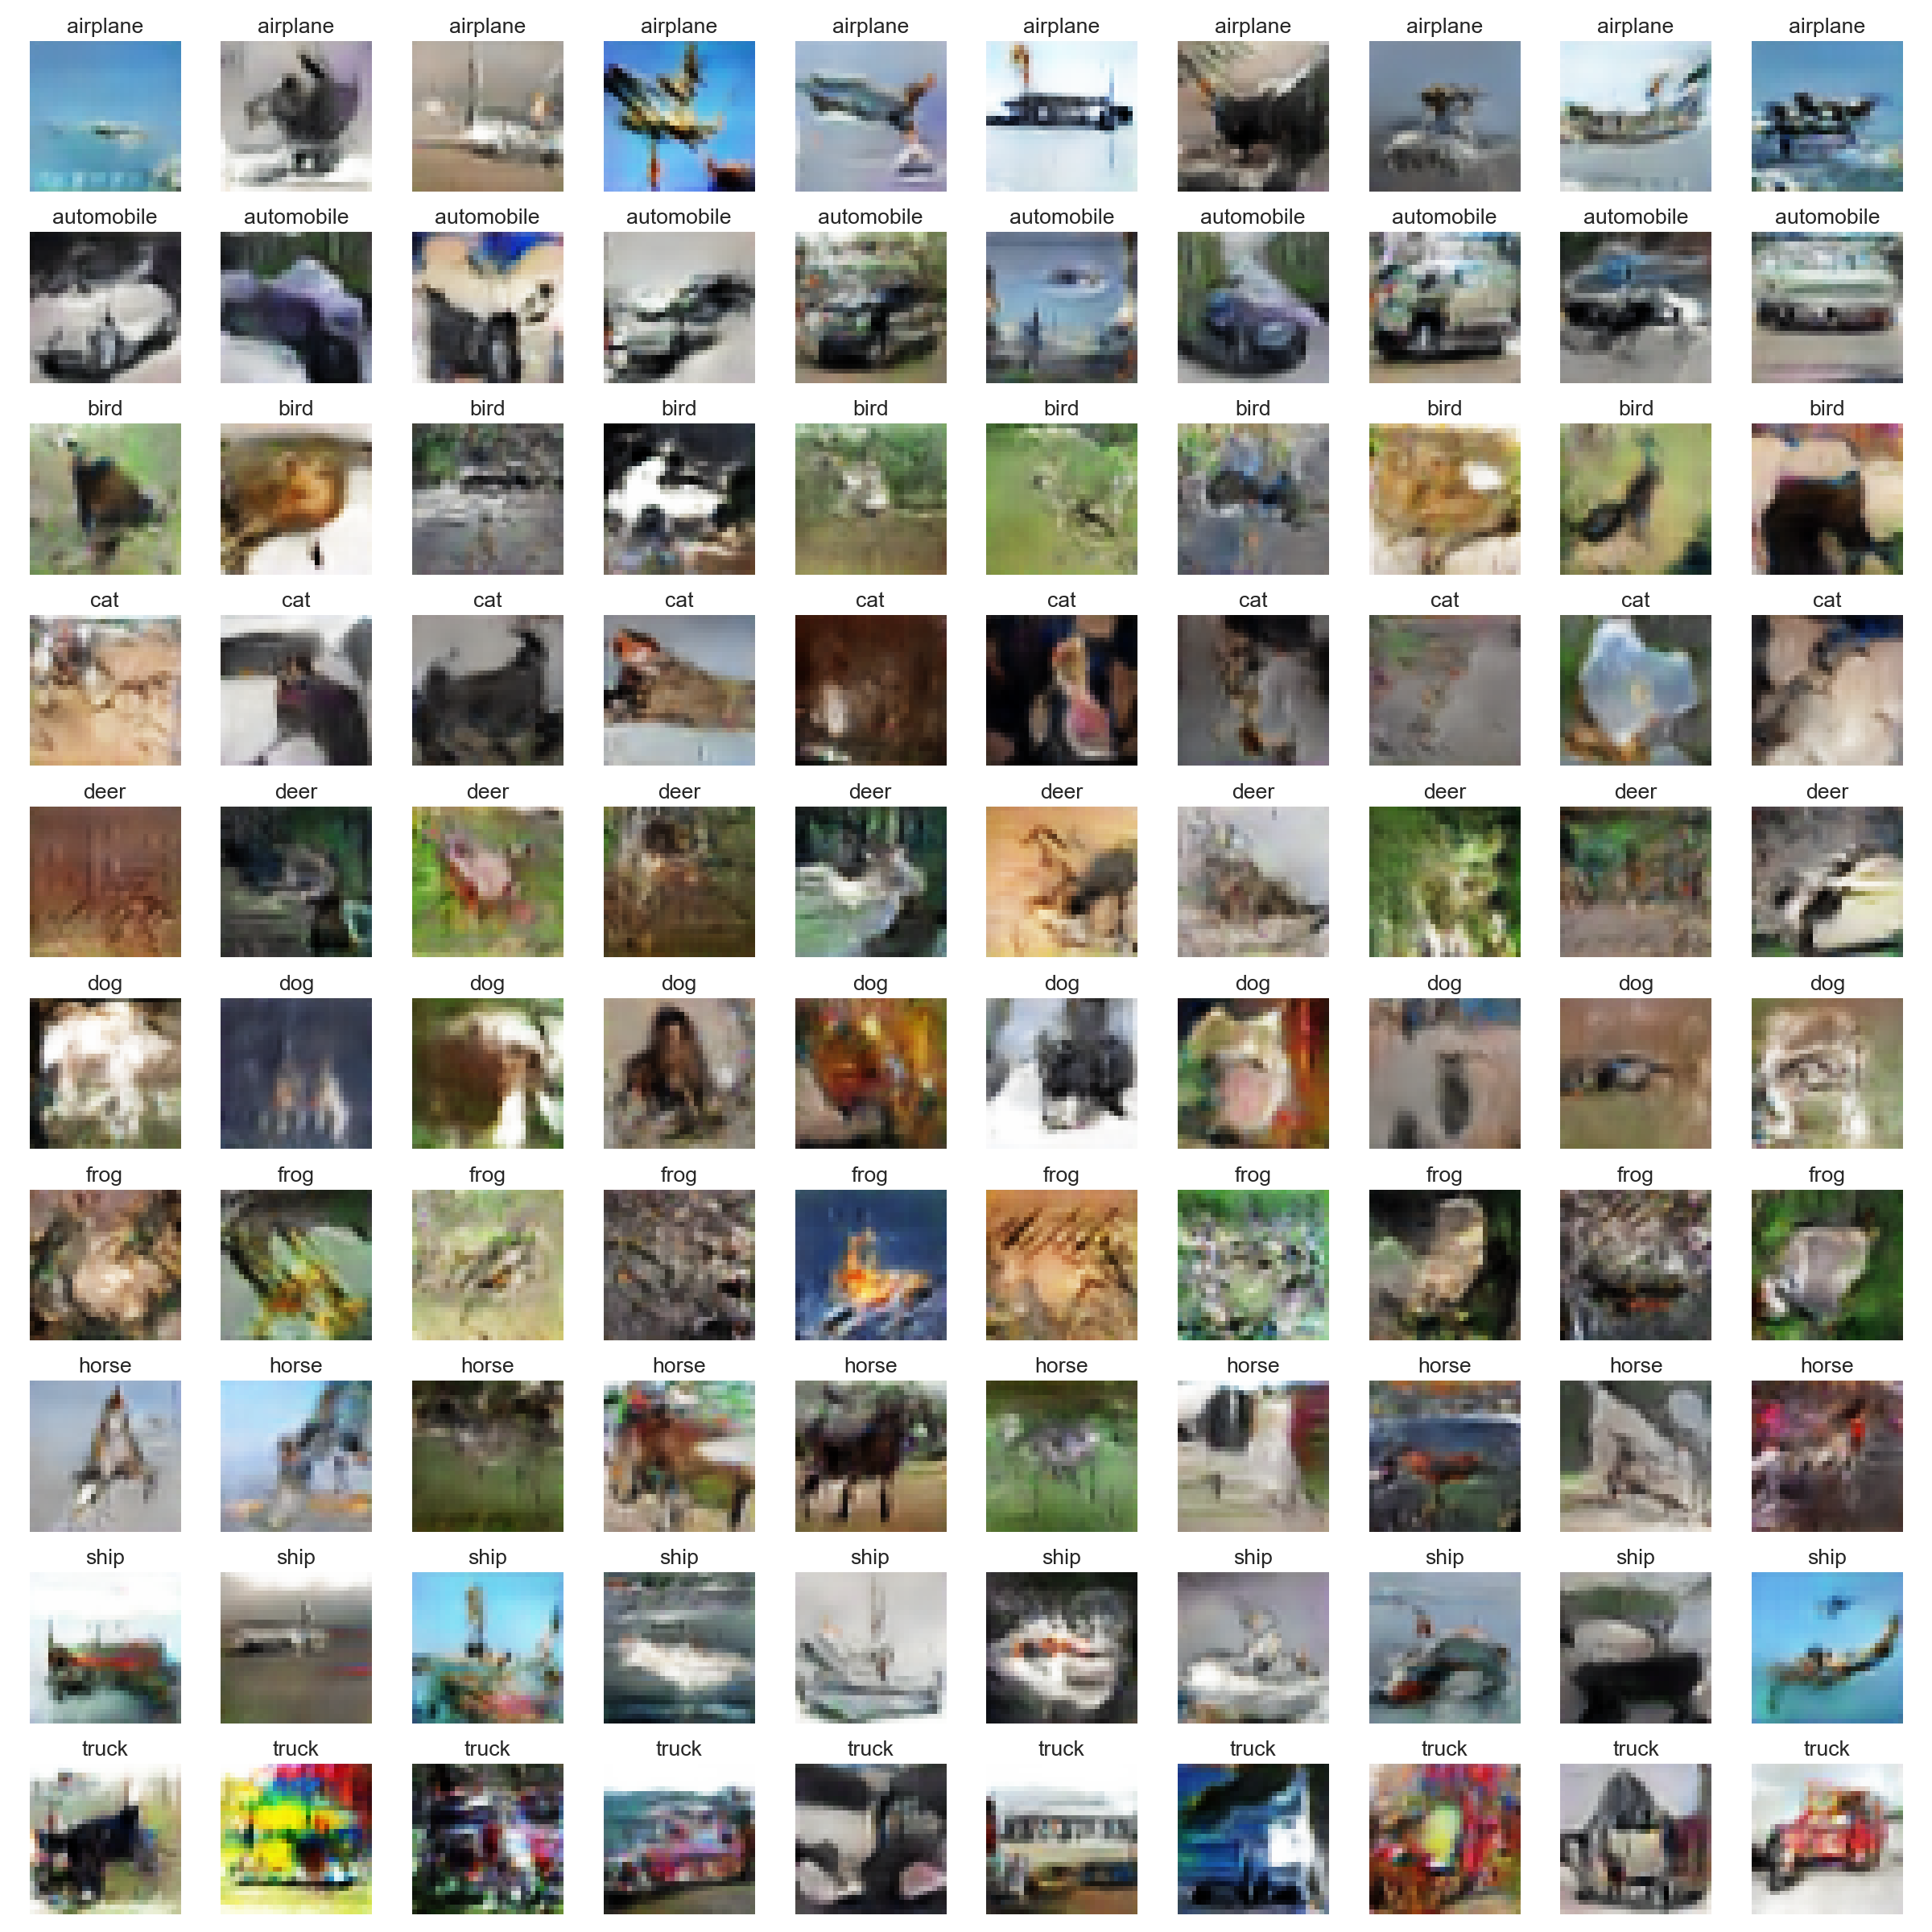 airplane airplane airplane airplane airplane airplane airplane airplane airplane airplane
automobile automobile automobile automobile automobile automobile automobile automobile automobile automobile
bird bird bird bird bird bird bird bird bird bird
cat cat cat cat cat cat cat cat cat cat
deer deer deer deer deer deer deer deer deer deer
dog dog dog dog dog dog dog dog dog dog
frog frog frog frog frog frog frog frog frog frog
horse horse horse horse horse horse horse horse horse horse
ship ship ship ship ship ship ship ship ship ship
truck truck truck truck truck truck truck truck truck truck